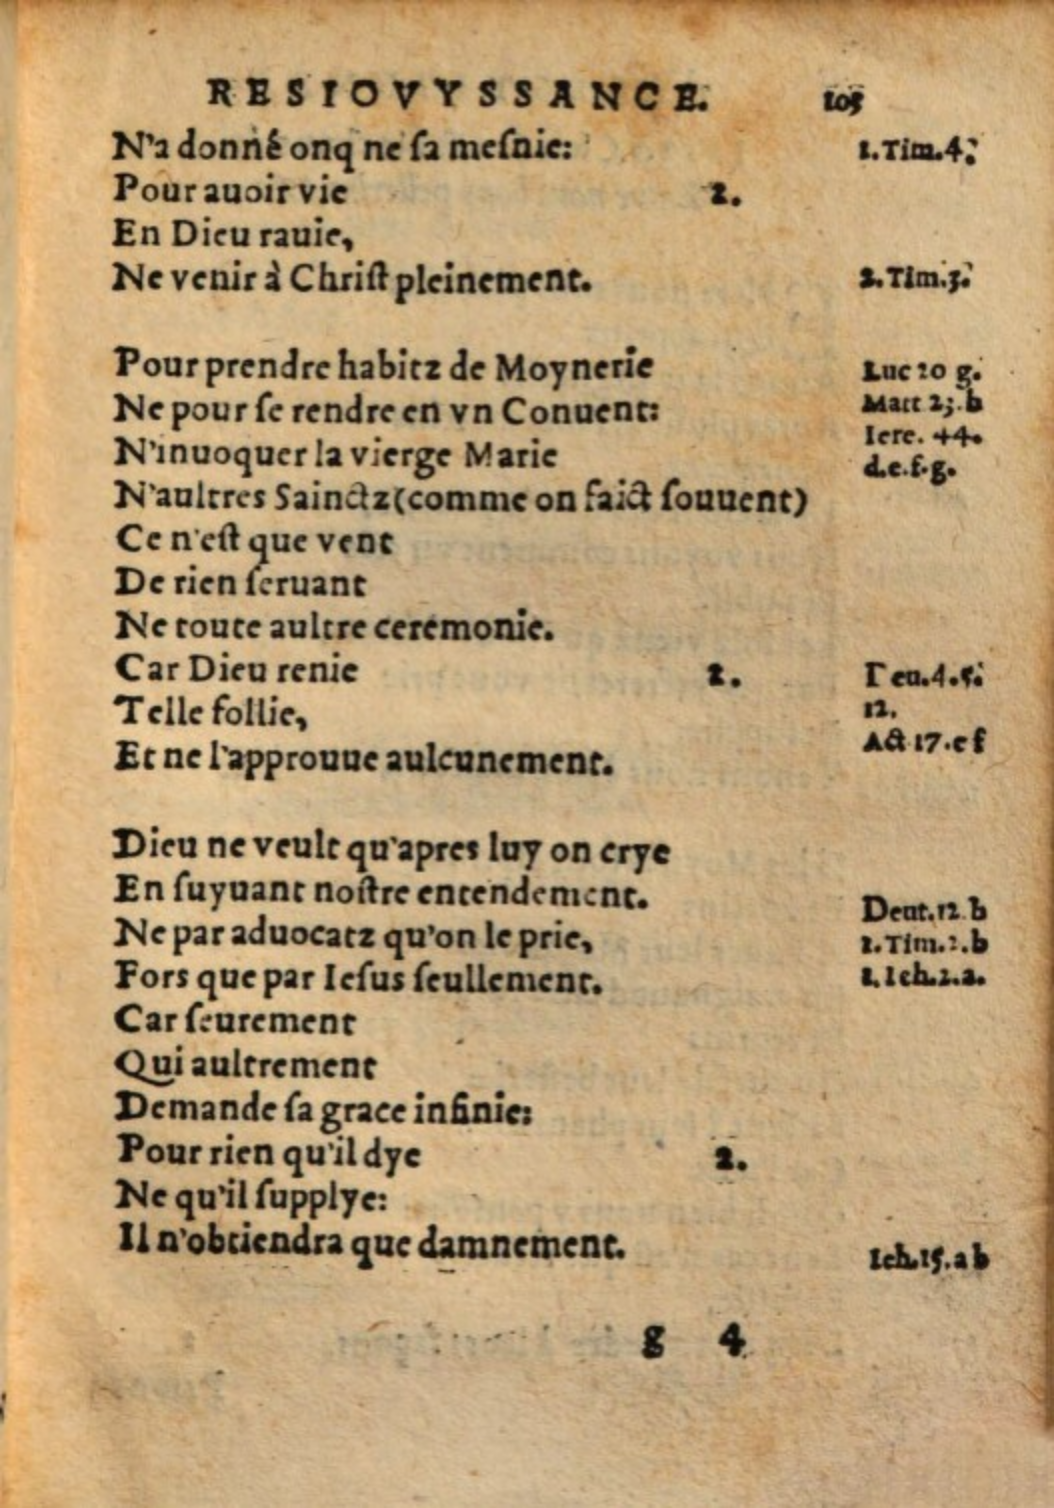 RESIOVYSSANCE. 105
N'a donné onq ne ſa meſnie: 1.Tim.4.
Pour auoir vie 2.
En Dieu rauie,
Ne venir à Chriſt pleinement. 2.Tim.3.
Pour prendre habitz de Moynerie Luc 20 g.
Ne pour ſe rendre en vn Conuent: Matt 23.b
N'inuoquer la vierge Marie Iere. 44.
d.e.f.g.
N'aultres Sainctz (comme on faict ſouuent)
Ce n'eſt que vent
De rien ſeruant
Ne toute aultre ceremonie.
Car Dieu renie 2. Deu.4.5.
Telle follie, 12.
Et ne l'approuue aulcunement. Act 17.e f
Dieu ne veult qu'apres luy on crye
En ſuyuant noſtre entendement. Deut.12.b
Ne par aduocatz qu'on le prie, 1.Tim.2.b
Fors que par Ieſus ſeullement. 1.Ieh.2.a.
Car ſeurement
Qui aultrement
Demande ſa grace infinie:
Pour rien qu'il dye 2.
Ne qu'il ſupplye:
Il n'obtiendra que damnement. Ieh.15.a b
g 4